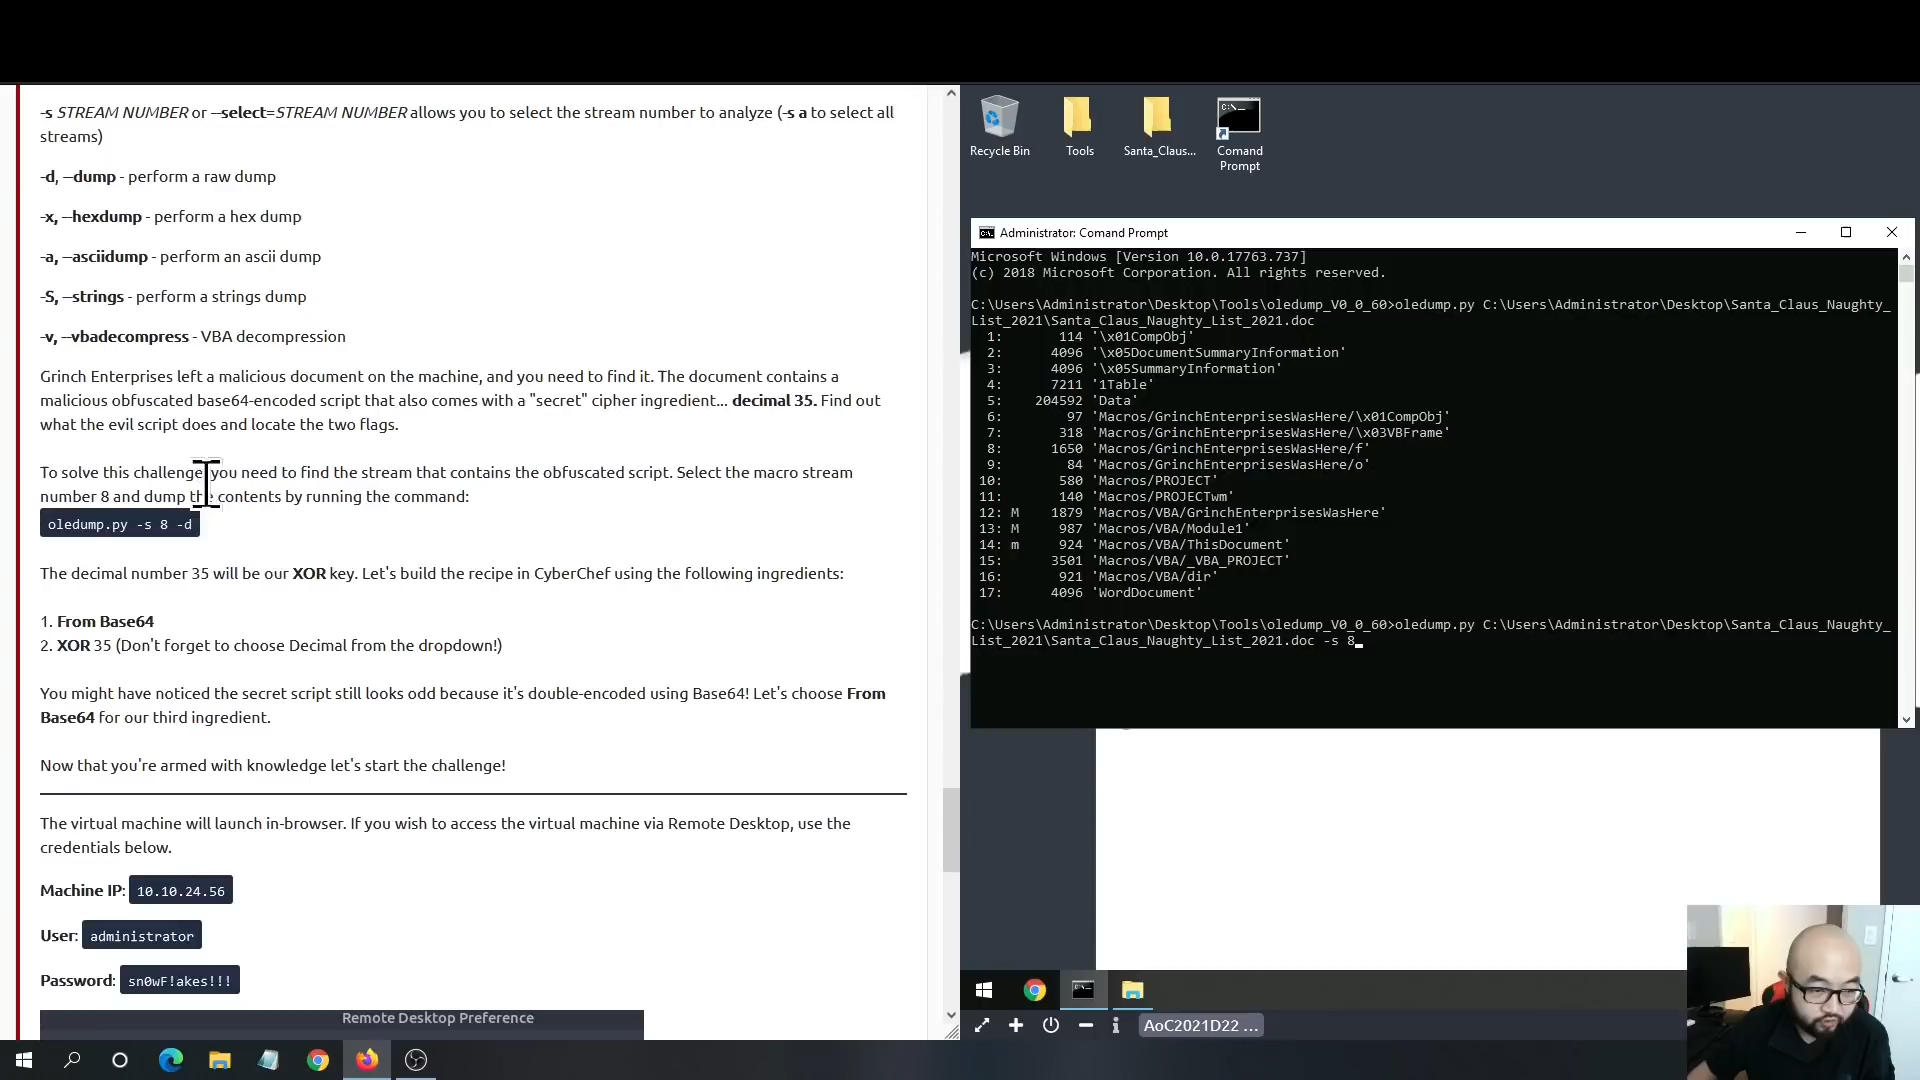 -s STREAM NUMBER or --select=STREAM NUMBER allows you to select the stream number to analyze (-s a to select all
streams)
-d, --dump - perform a raw dump
-x, --hexdump - perform a hex dump
-a, --asciidump - perform an ascii dump
-S, --strings - perform a strings dump
-v, --vbadecompress - VBA decompression
Grinch Enterprises left a malicious document on the machine, and you need to find it. The document contains a
malicious obfuscated base64-encoded script that also comes with a "secret" cipher ingredient... decimal 35. Find out
what the evil script does and locate the two flags.
To solve this challenge, you need to find the stream that contains the obfuscated script. Select the macro stream
number 8 and dump the contents by running the command:
oledump.py -s 8 -d
The decimal number 35 will be our XOR key. Let's build the recipe in CyberChef using the following ingredients:
1. From Base64
2. XOR 35 (Don't forget to choose Decimal from the dropdown!)
You might have noticed the secret script still looks odd because it's double-encoded using Base64! Let's choose From
Base64 for our third ingredient.
Now that you're armed with knowledge let's start the challenge!
The virtual machine will launch in-browser. If you wish to access the virtual machine via Remote Desktop, use the
credentials below.
Machine IP: 10.10.24.56
User: administrator
Password: sn0wF!akes!!!
Remote Desktop Preference
Recycle Bin
Tools
Santa_Claus...
Comand
Prompt
Administrator: Comand Prompt
Microsoft Windows [Version 10.0.17763.737]
(c) 2018 Microsoft Corporation. All rights reserved.
C:\Users\Administrator\Desktop\Tools\oledump_V0_0_60>oledump.py C:\Users\Administrator\Desktop\Santa_Claus_Naughty_
List_2021\Santa_Claus_Naughty_List_2021.doc
1: 114 '\x01CompObj'
2: 4096 '\x05DocumentSummaryInformation'
3: 4096 '\x05SummaryInformation'
4: 7211 '1Table'
5: 204592 'Data'
6: 97 'Macros/GrinchEnterprisesWasHere/\x01CompObj'
7: 318 'Macros/GrinchEnterprisesWasHere/\x03VBFrame'
8: 1650 'Macros/GrinchEnterprisesWasHere/f'
9: 84 'Macros/GrinchEnterprisesWasHere/o'
10: 580 'Macros/PROJECT'
11: 140 'Macros/PROJECTwm'
12: M 1879 'Macros/VBA/GrinchEnterprisesWasHere'
13: M 987 'Macros/VBA/Module1'
14: m 924 'Macros/VBA/ThisDocument'
15: 3501 'Macros/VBA/_VBA_PROJECT'
16: 921 'Macros/VBA/dir'
17: 4096 'WordDocument'
C:\Users\Administrator\Desktop\Tools\oledump_V0_0_60>oledump.py C:\Users\Administrator\Desktop\Santa_Claus_Naughty_
List_2021\Santa_Claus_Naughty_List_2021.doc -s 8
AoC2021D22 ...